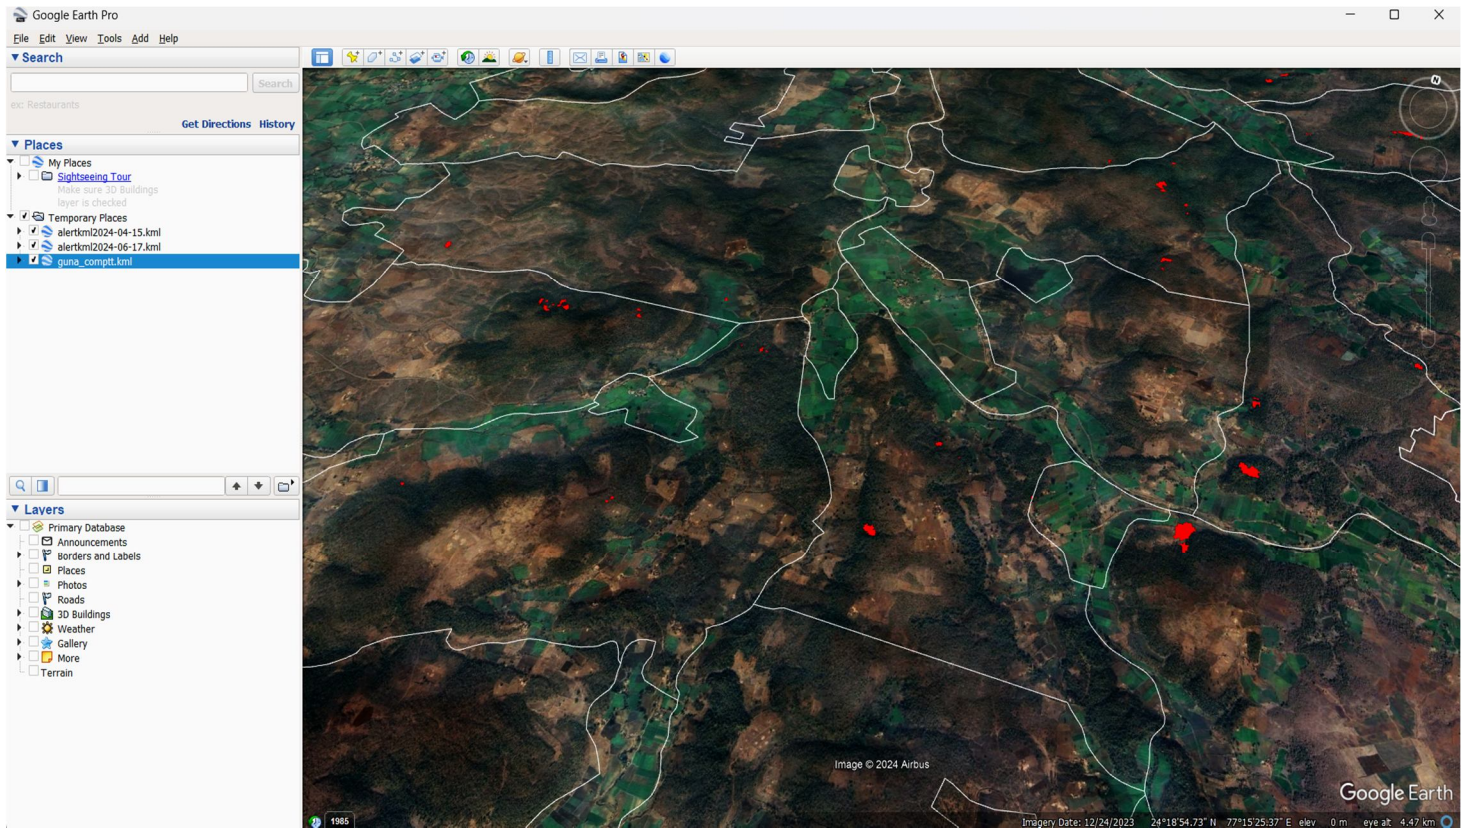 Google Earth Pro
File Edit View Tools Add Help
Search
Search
ex: Restaurants
Get Directions History
Places
My Places
Sightseeing Tour
Make sure 3D Buildings
layer is checked
Temporary Places
alertkml2024-04-15.kml
alertkml2024-06-17.kml
guna_comptt.kml
Layers
Primary Database
Announcements
Borders and Labels
Places
Photos
Roads
3D Buildings
Weather
Gallery
More
Terrain
N
Image © 2024 Airbus
Google Earth
1985
Imagery Date: 12/24/2023 24°18'54.73" N 77°15'25.37" E elev 0 m eye alt 4.47 km